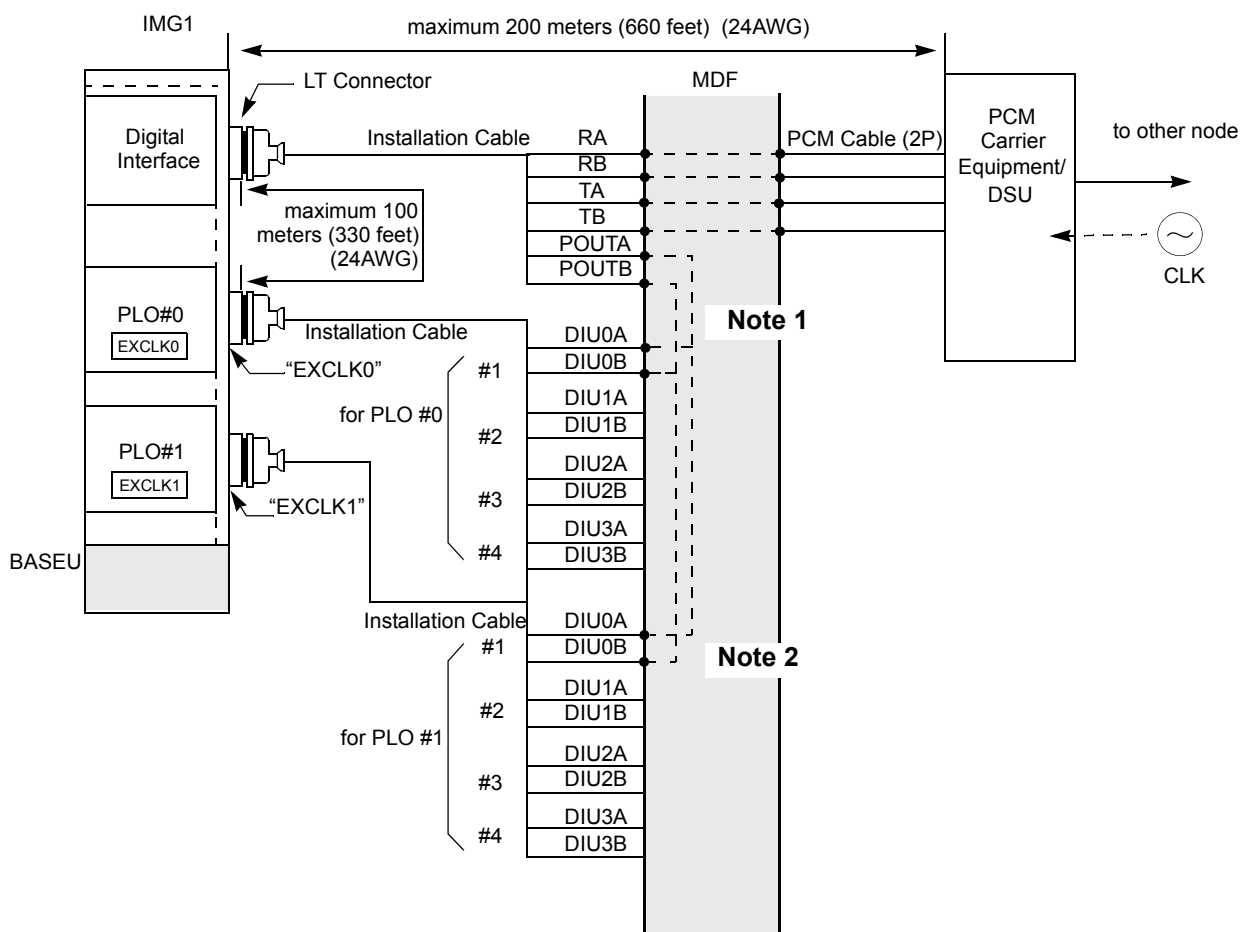 IMG1
maximum 200 meters (660 feet) (24AWG)
LT Connector
MDF
Digital
Interface
Installation Cable
RA
RB
TA
TB
POUTA
POUTB
PCM Cable (2P)
PCM
Carrier
Equipment/
DSU
to other node
CLK
maximum 100
meters (330 feet)
(24AWG)
PLO#0
EXCLK0
Installation Cable
“EXCLK0”
Note 1
for PLO #0
#1
DIU0A
DIU0B
#2
DIU1A
DIU1B
#3
DIU2A
DIU2B
#4
DIU3A
DIU3B
PLO#1
EXCLK1
“EXCLK1”
BASEU
Installation Cable
Note 2
for PLO #1
#1
DIU0A
DIU0B
#2
DIU1A
DIU1B
#3
DIU2A
DIU2B
#4
DIU3A
DIU3B